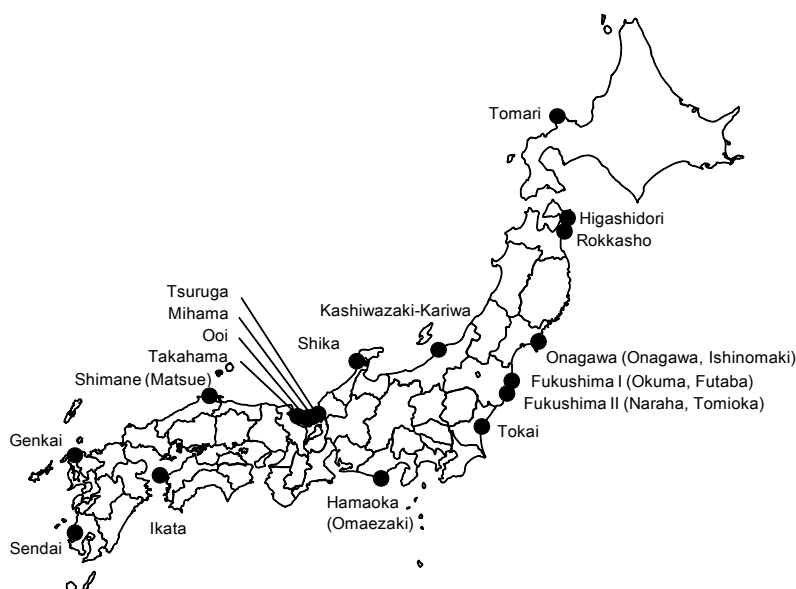 Tomari
Higashidori
Rokkasho
Tsuruga
Mihama
Ooi
Takahama
Kashiwazaki-Kariwa
Shika
Shimane (Matsue)
Onagawa (Onagawa, Ishinomaki)
Fukushima I (Okuma, Futaba)
Fukushima II (Naraha, Tomioka)
Tokai
Genkai
Hamaoka
(Omaezaki)
Ikata
Sendai